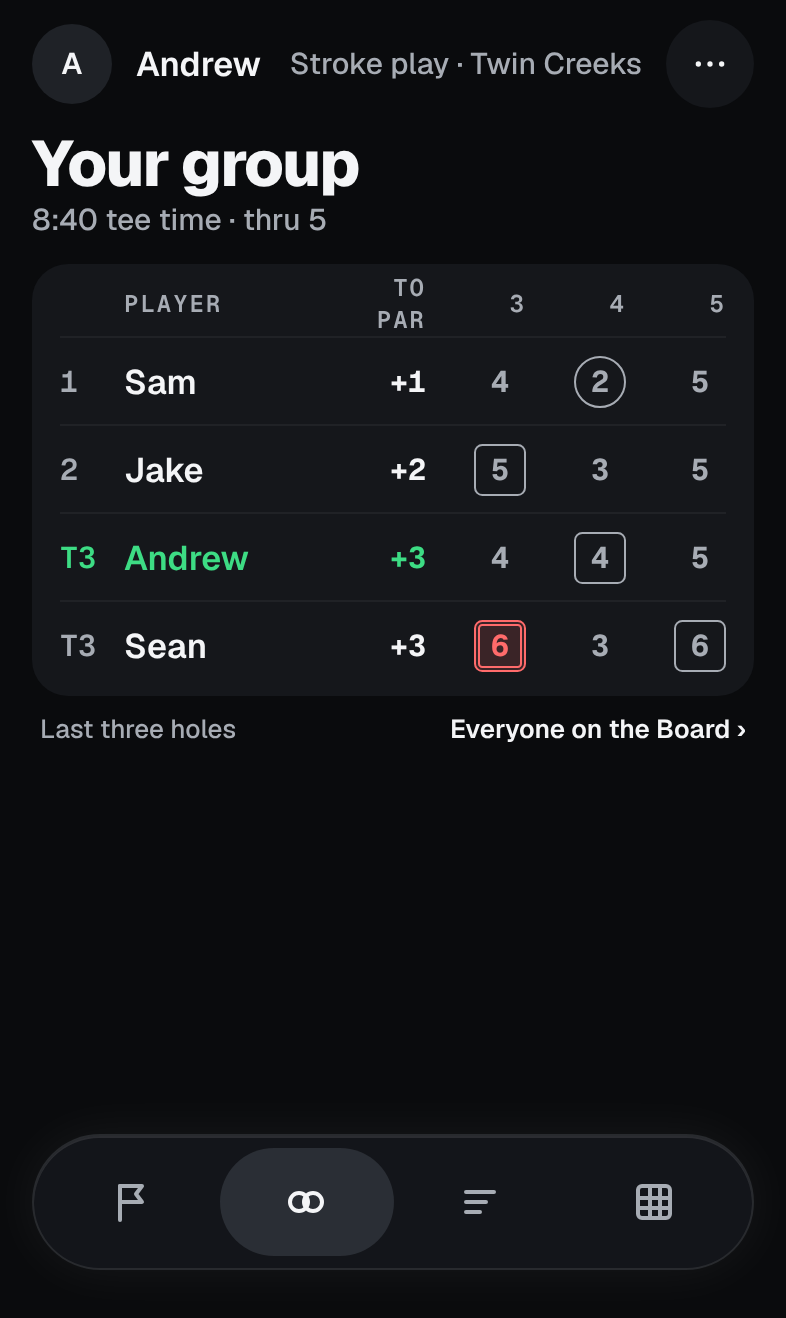 A Andrew Stroke play · Twin Creeks
Your group
8:40 tee time · thru 5
PLAYER TO PAR 3 4 5
1 Sam +1 4 2 5
2 Jake +2 5 3 5
T3 Andrew +3 4 4 5
T3 Sean +3 6 3 6
Last three holes Everyone on the Board ›